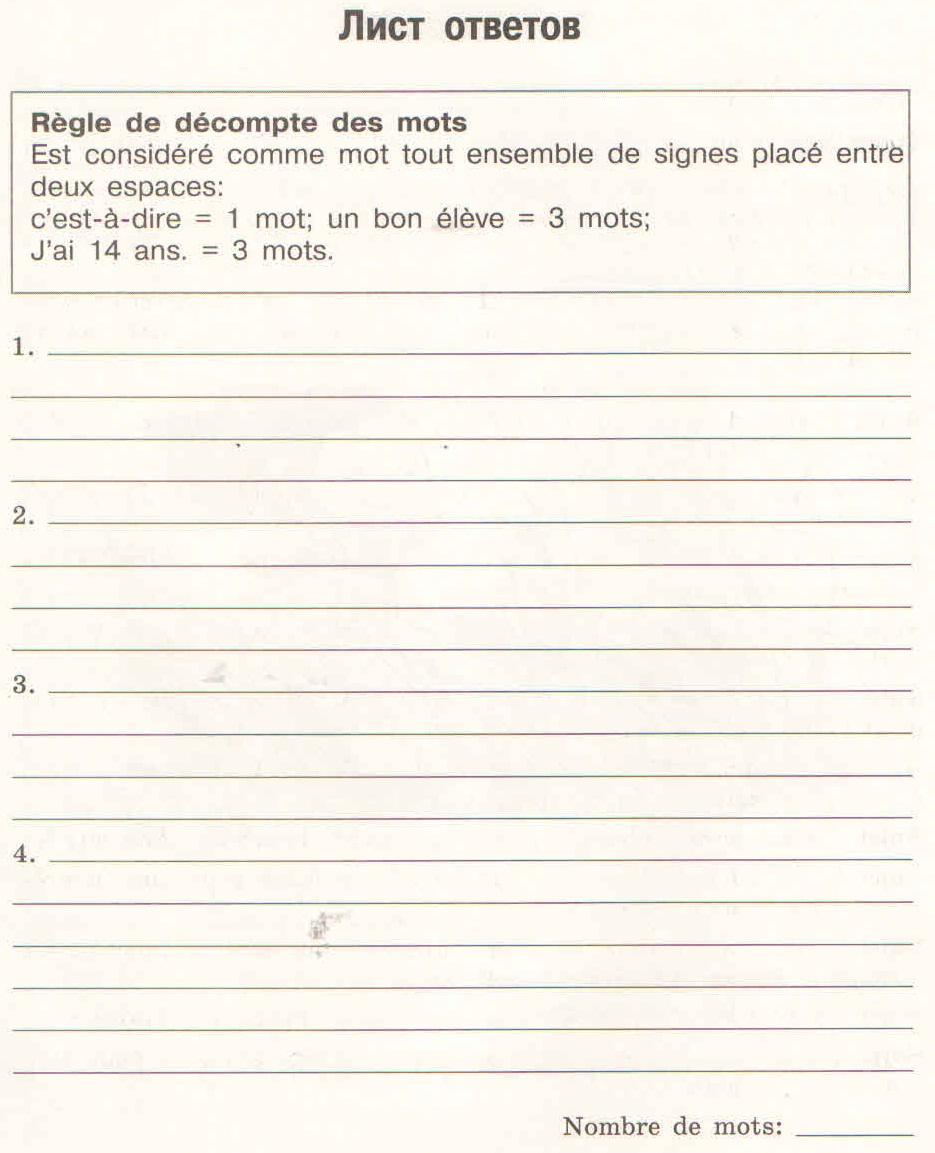 Лист ответов
Règle de décompte des mots
Est considéré comme mot tout ensemble de signes placé entre
deux espaces:
c'est-à-dire = 1 mot; un bon élève = 3 mots;
J'ai 14 ans. = 3 mots.
1.
2.
3.
4.
Nombre de mots: